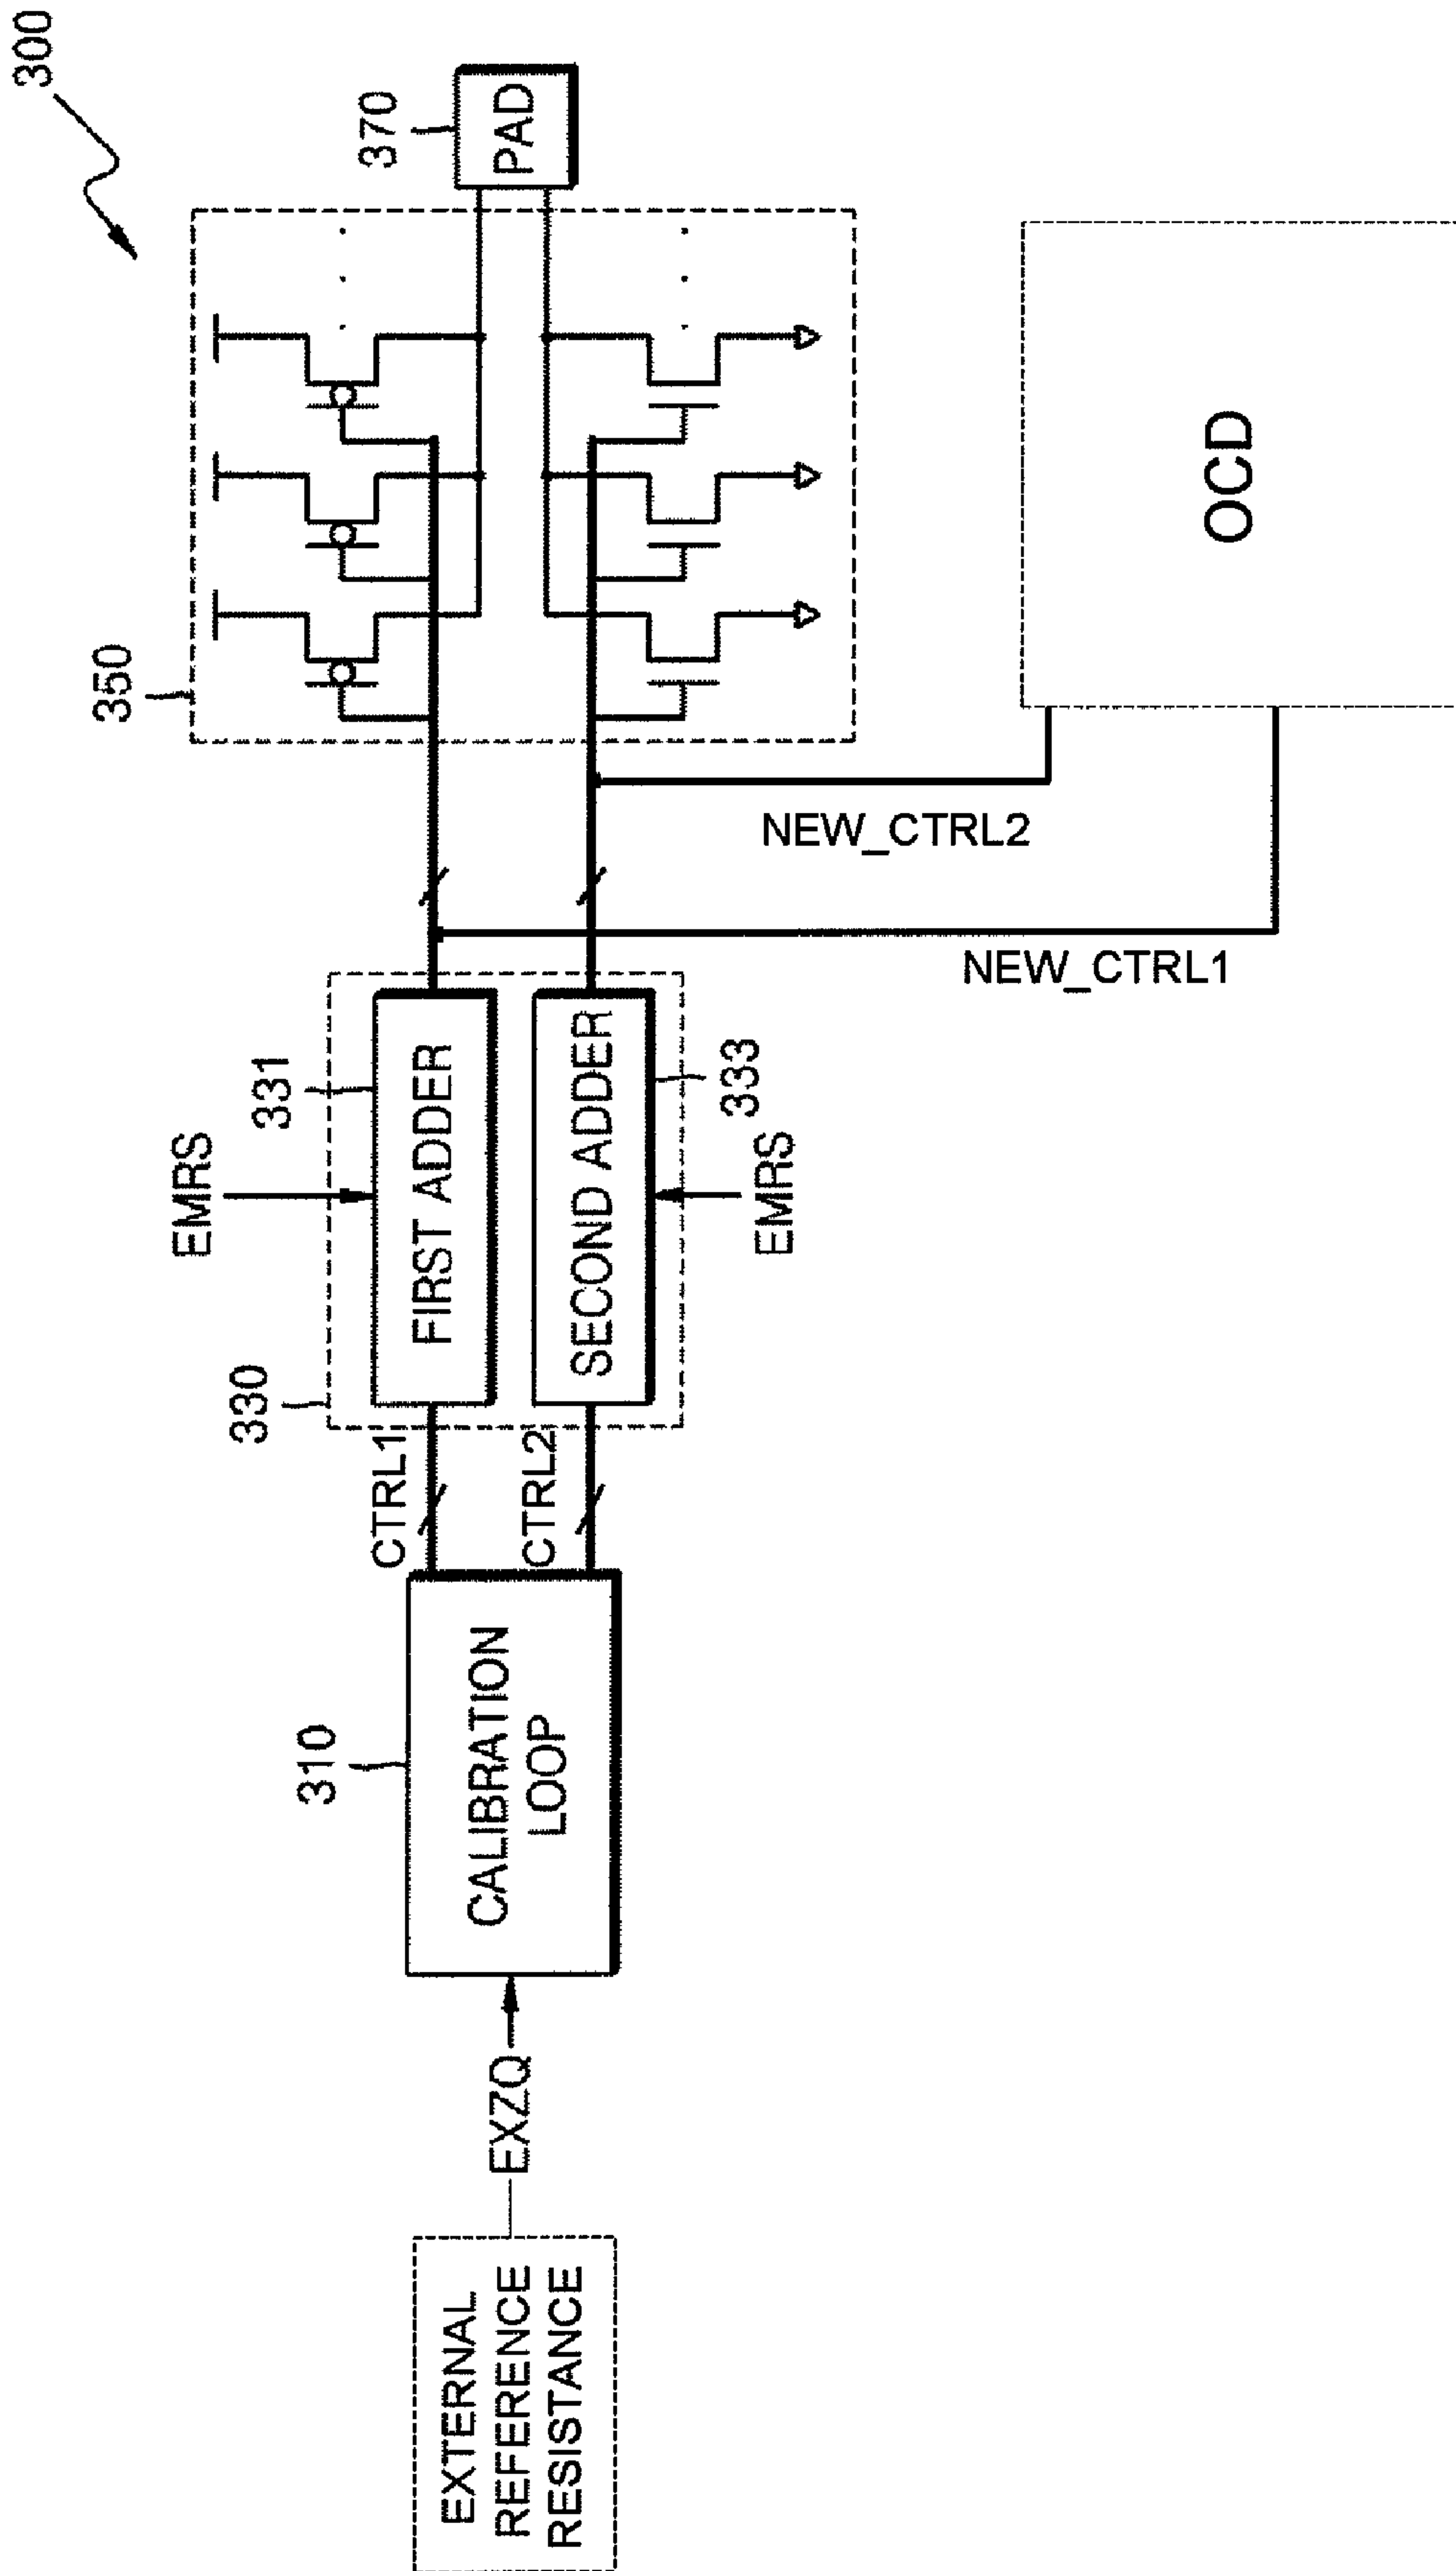 300
350
370
PAD
EMRS
330
331
FIRST ADDER
310
CTRL1
EXTERNAL
REFERENCE
RESISTANCE
EXZQ
CALIBRATION
LOOP
CTRL2
SECOND ADDER
333
EMRS
NEW_CTRL2
NEW_CTRL1
OCD